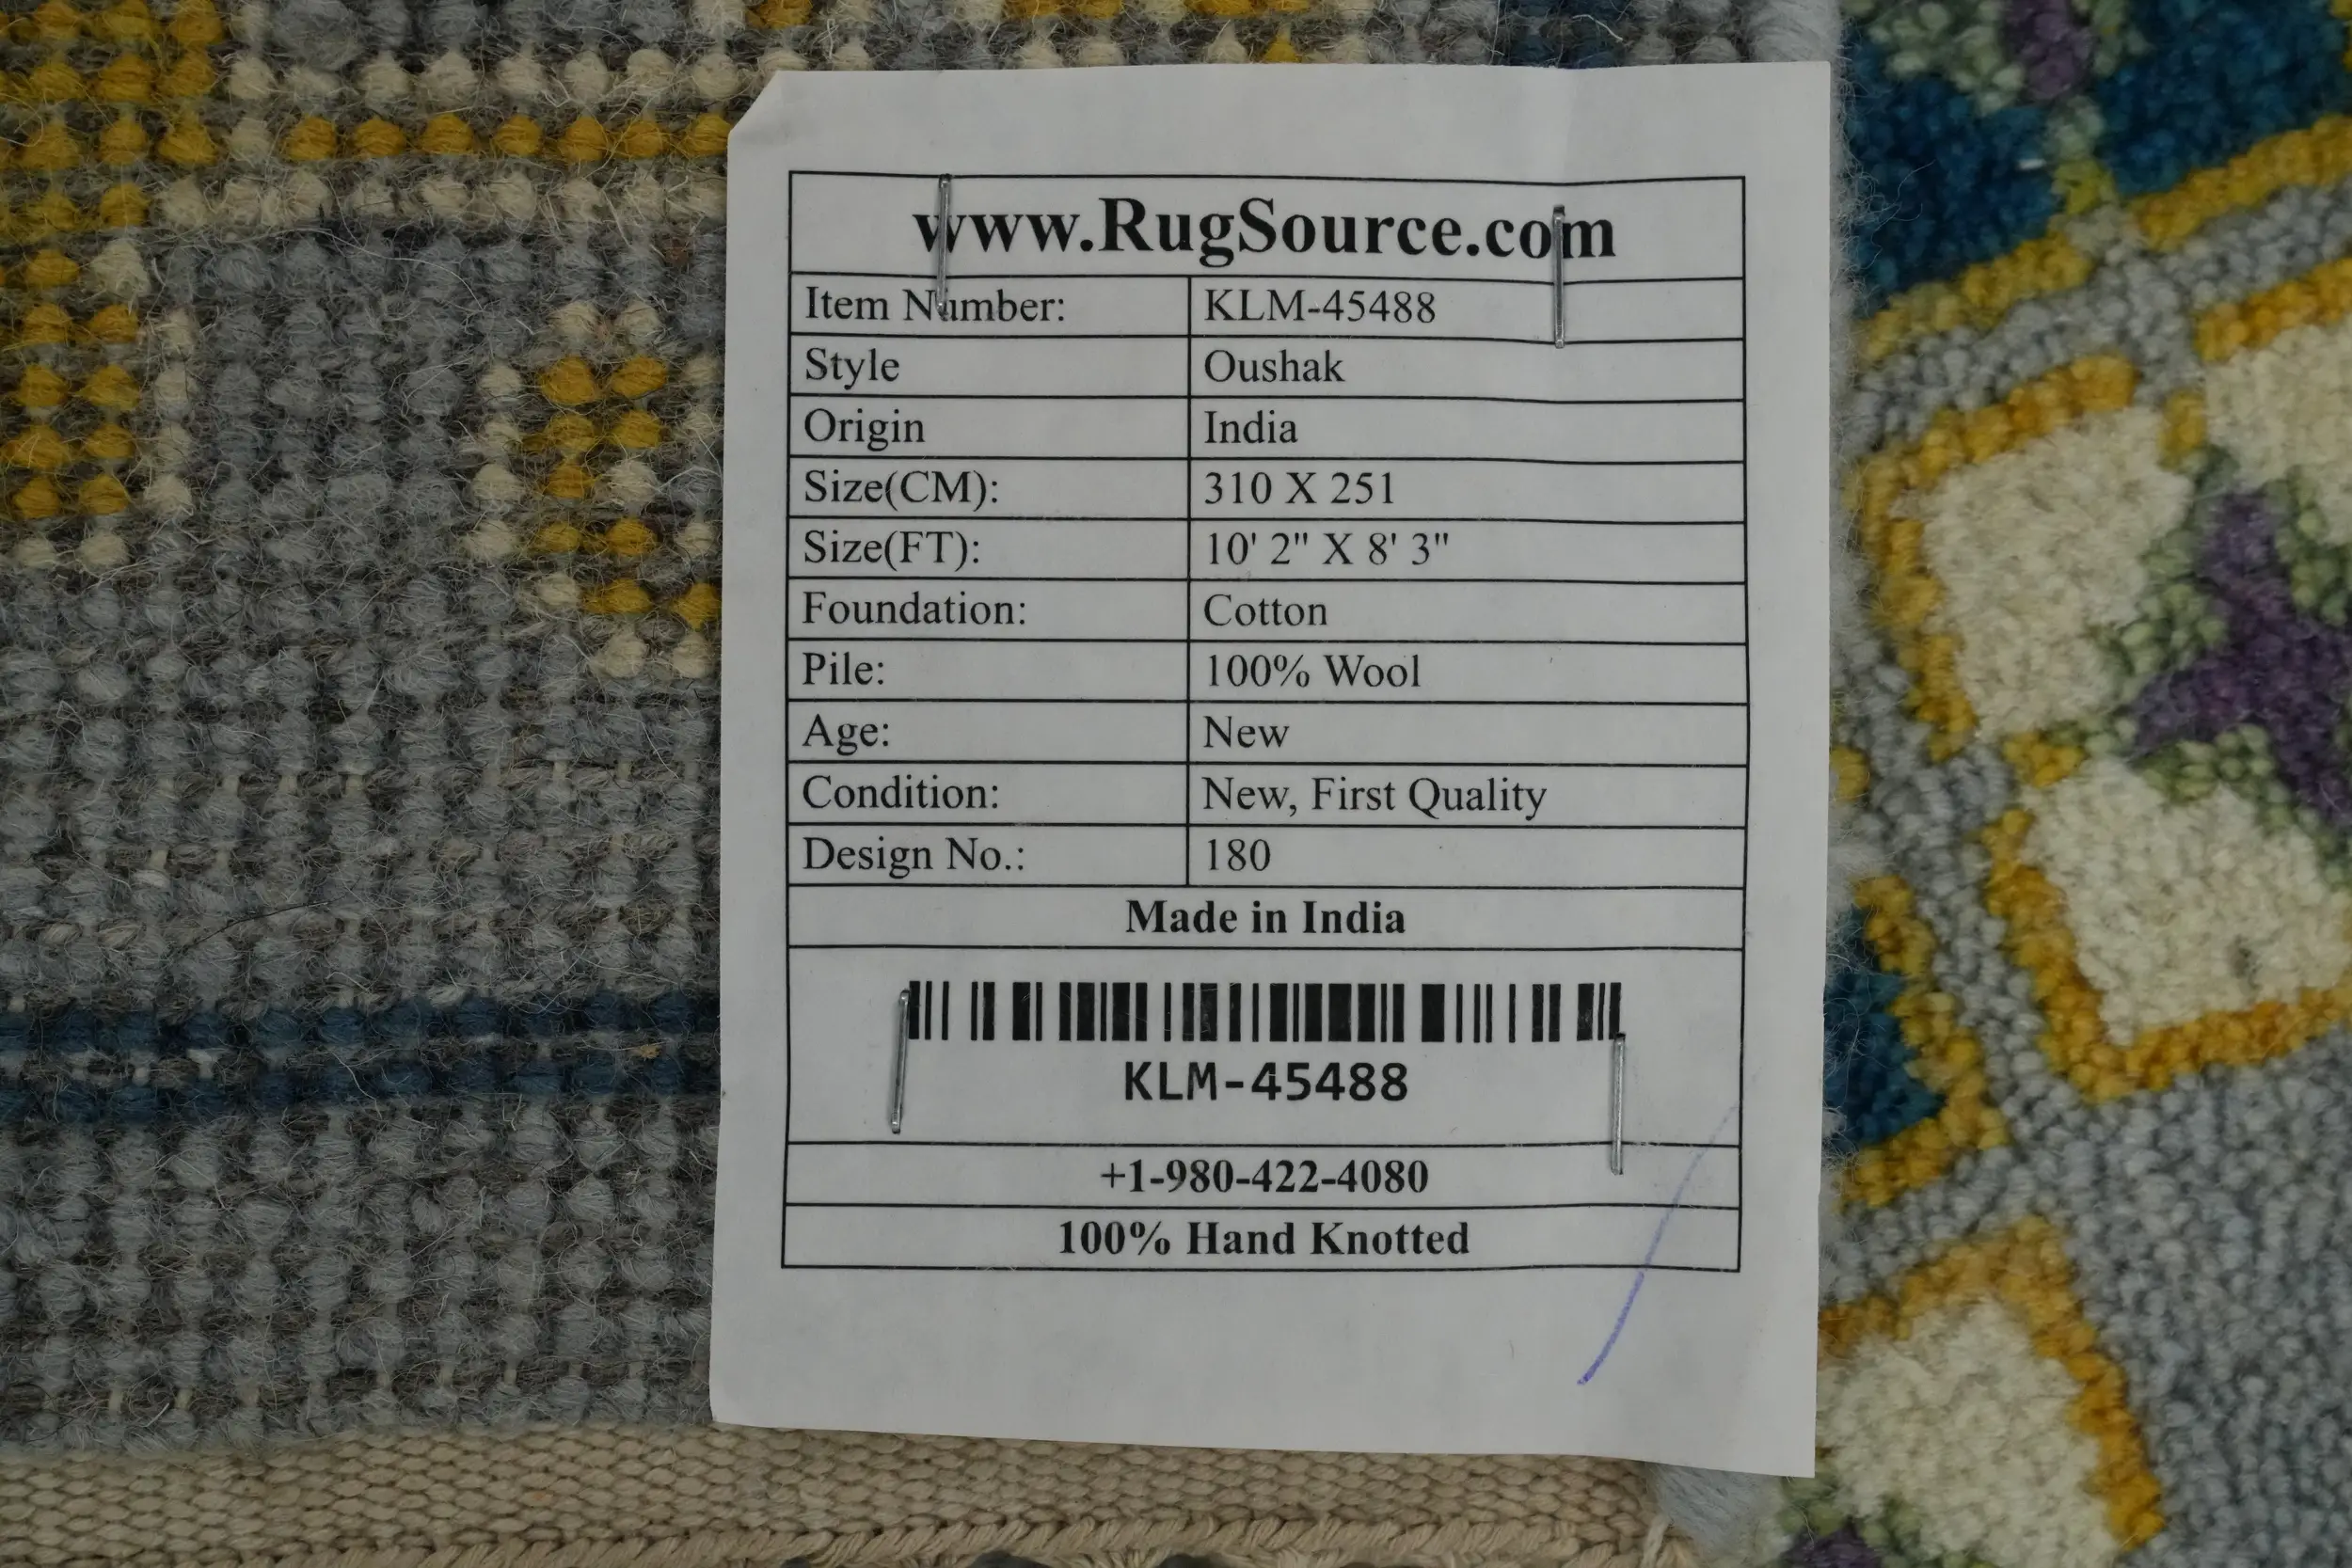 www.RugSource.com
Item Number: KLM-45488
Style Oushak
Origin India
Size(CM): 310 X 251
Size(FT): 10' 2" X 8' 3"
Foundation: Cotton
Pile: 100% Wool
Age: New
Condition: New, First Quality
Design No.: 180
Made in India
KLM-45488
+1-980-422-4080
100% Hand Knotted